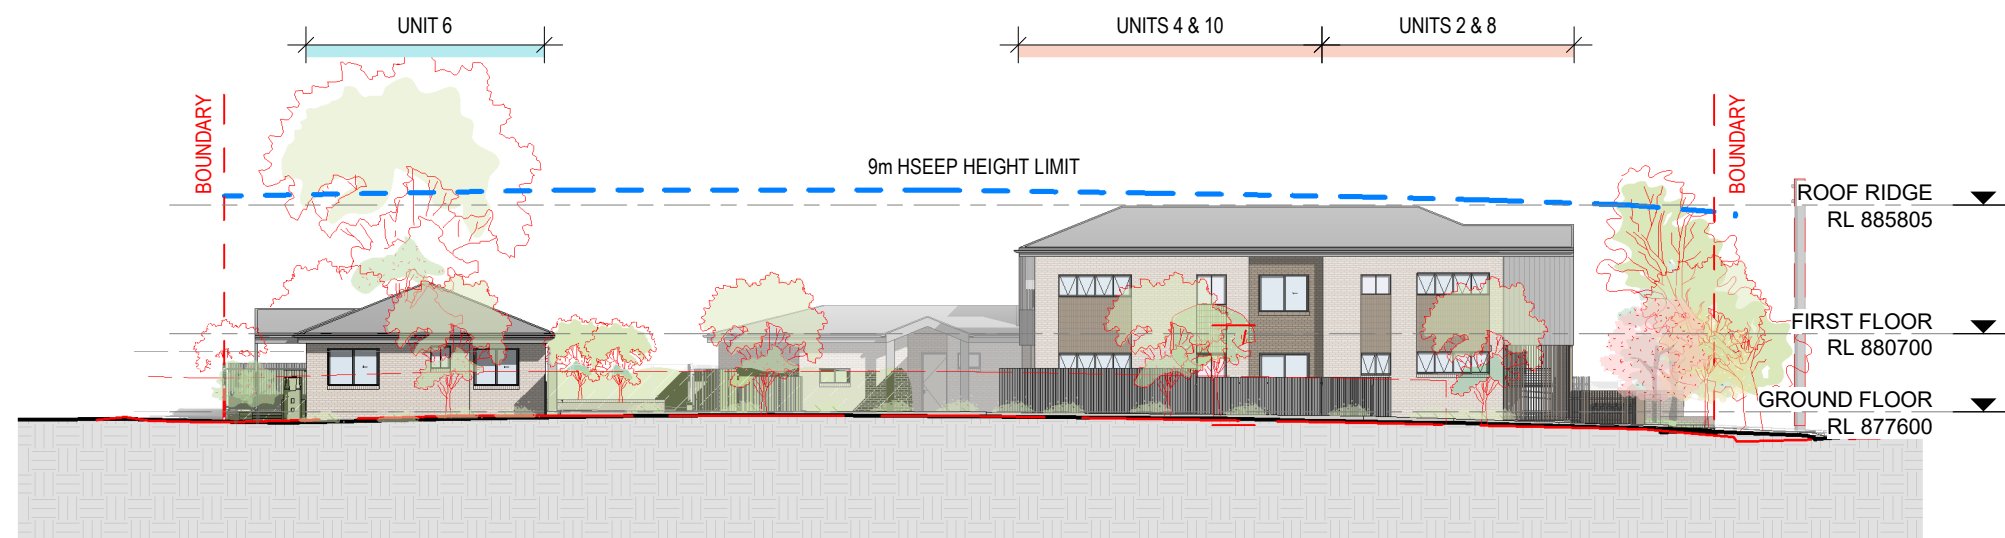 UNIT 6
UNITS 4 & 10
UNITS 2 & 8
BOUNDARY
BOUNDARY
9m HSEEP HEIGHT LIMIT
ROOF RIDGE
RL 885805
FIRST FLOOR
RL 880700
GROUND FLOOR
RL 877600